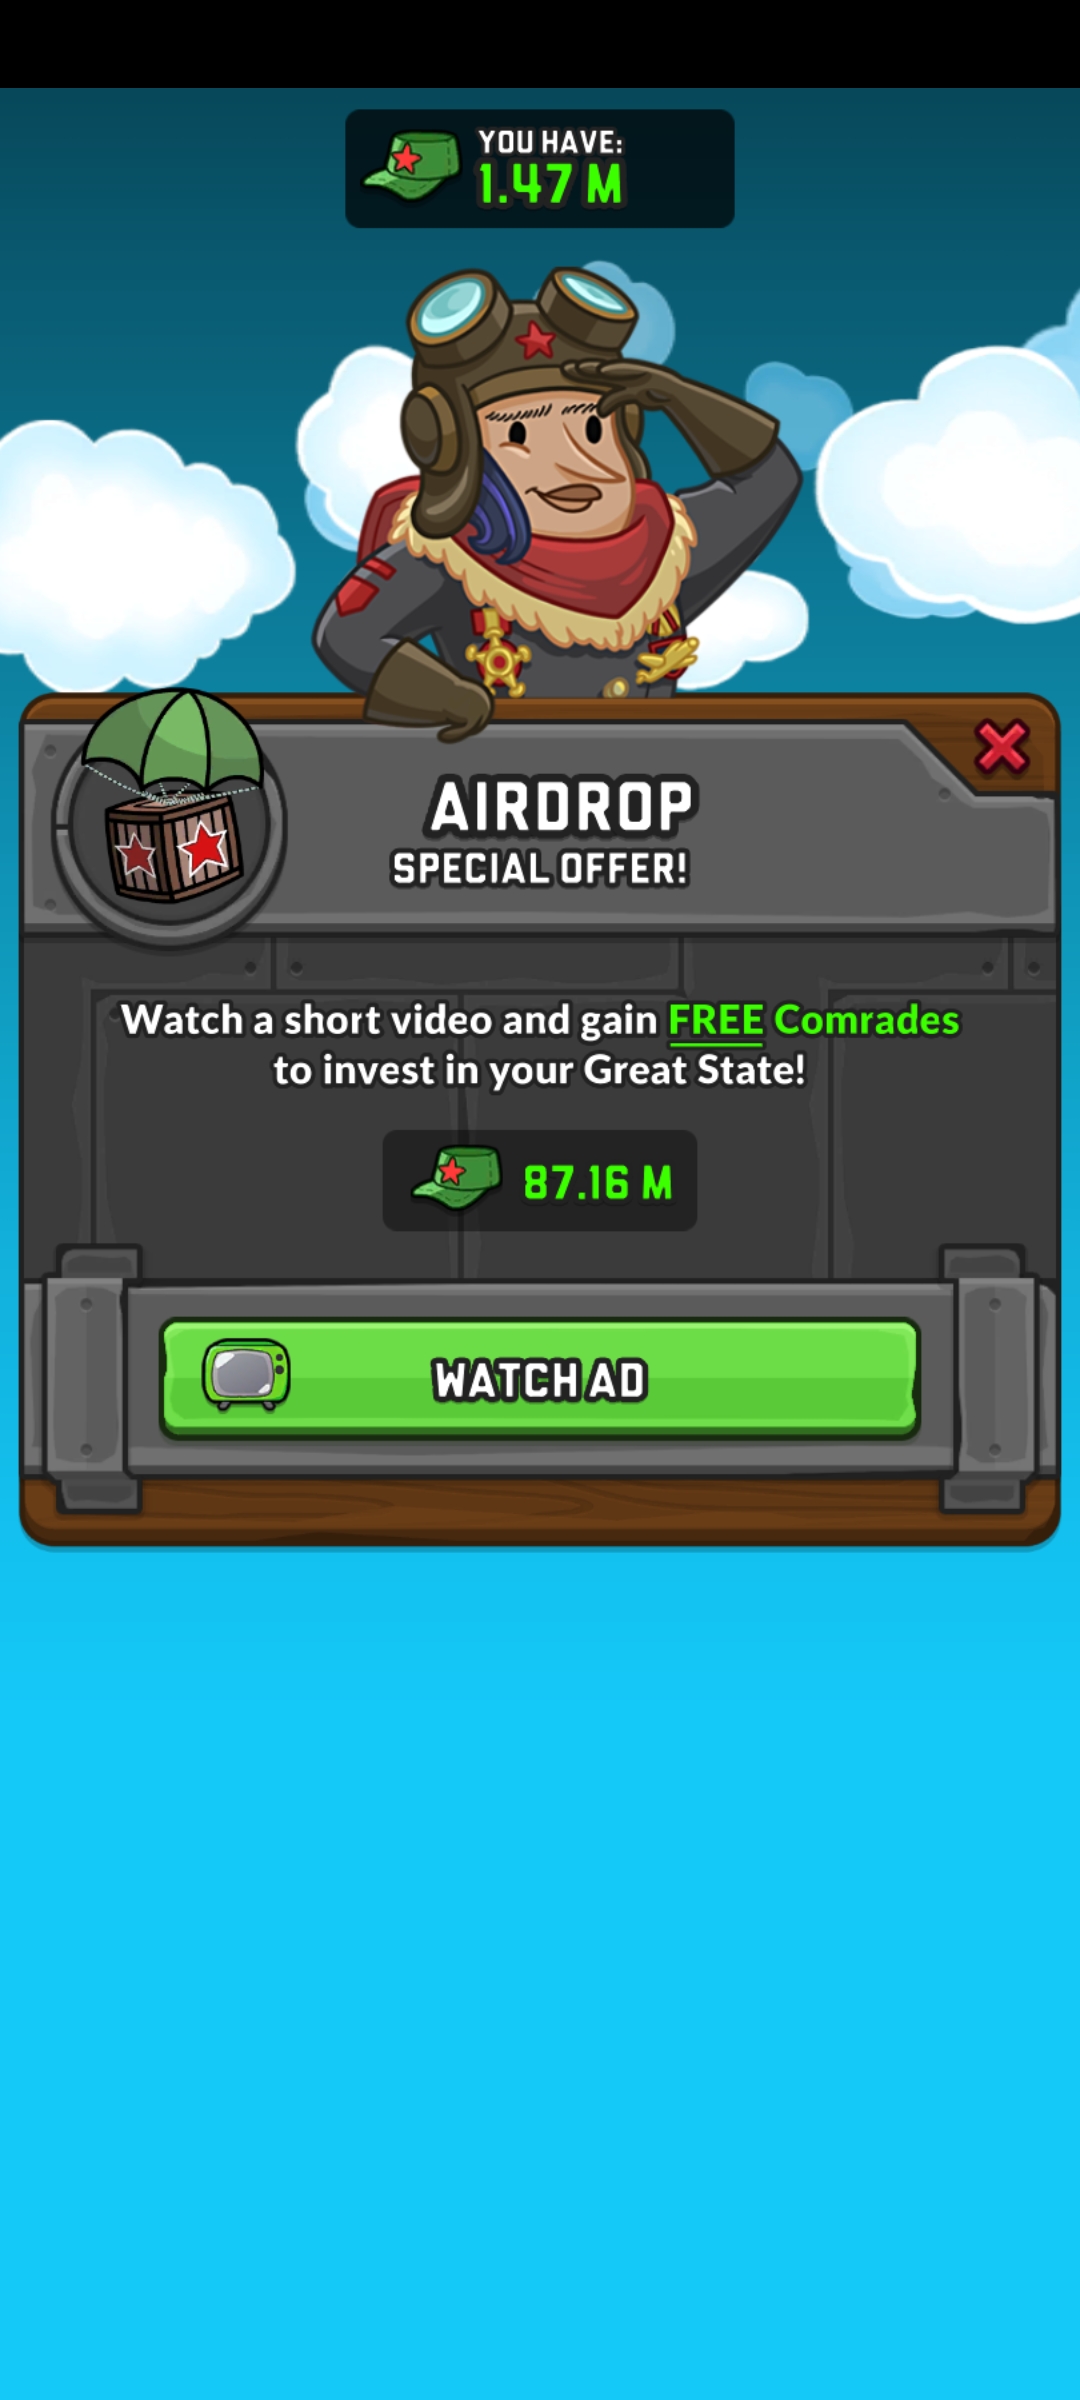 YOU HAVE:
1.47 M
AIRDROP
SPECIAL OFFER!
Watch a short video and gain FREE Comrades
to invest in your Great State!
87.16 M
WATCH AD